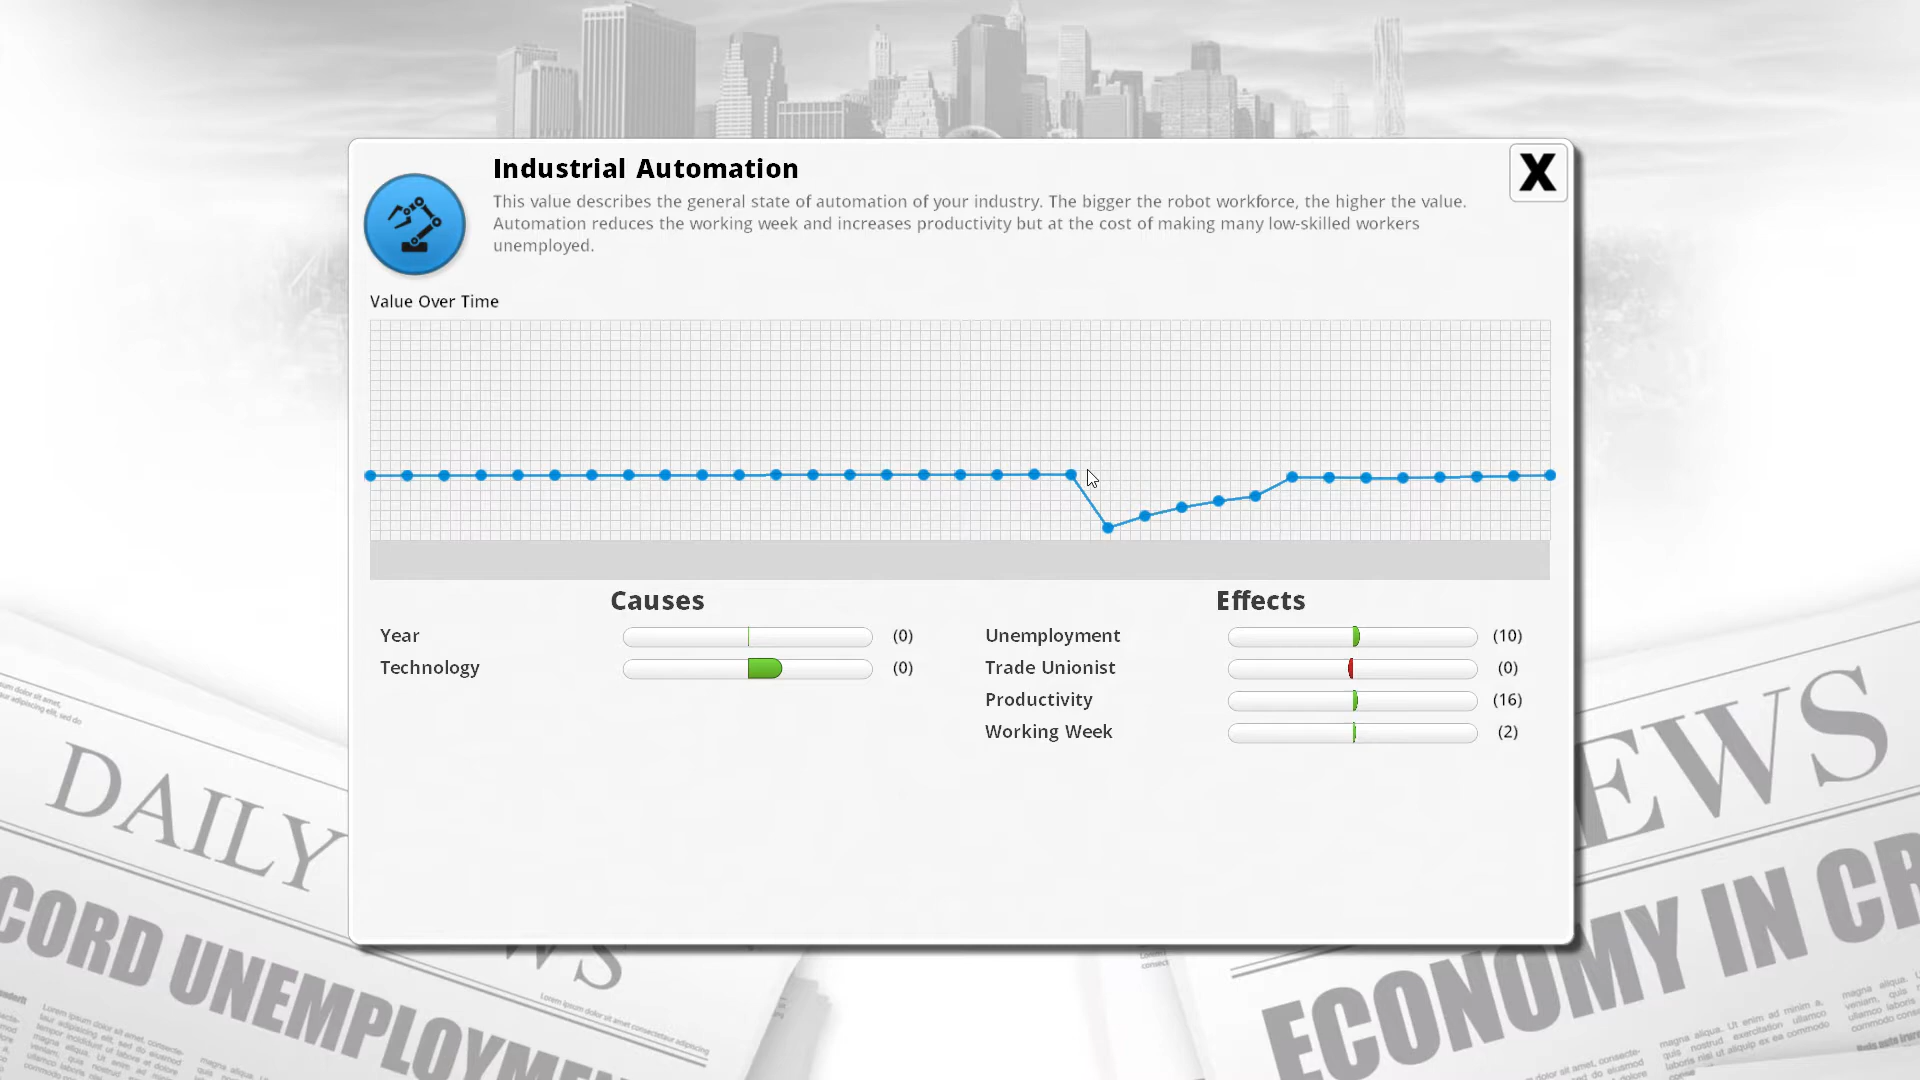 Industrial Automation
This value describes the general state of automation of your industry. The bigger the robot workforce, the higher the value.
Automation reduces the working week and increases productivity but at the cost of making many low-skilled workers
unemployed.
X
Value Over Time
Causes
Year (0)
Technology (0)
Effects
Unemployment (10)
Trade Unionist (0)
Productivity (16)
Working Week (2)
DAILY
CORD UNEMPLOYME
WS
EWS
ECONOMY IN CR